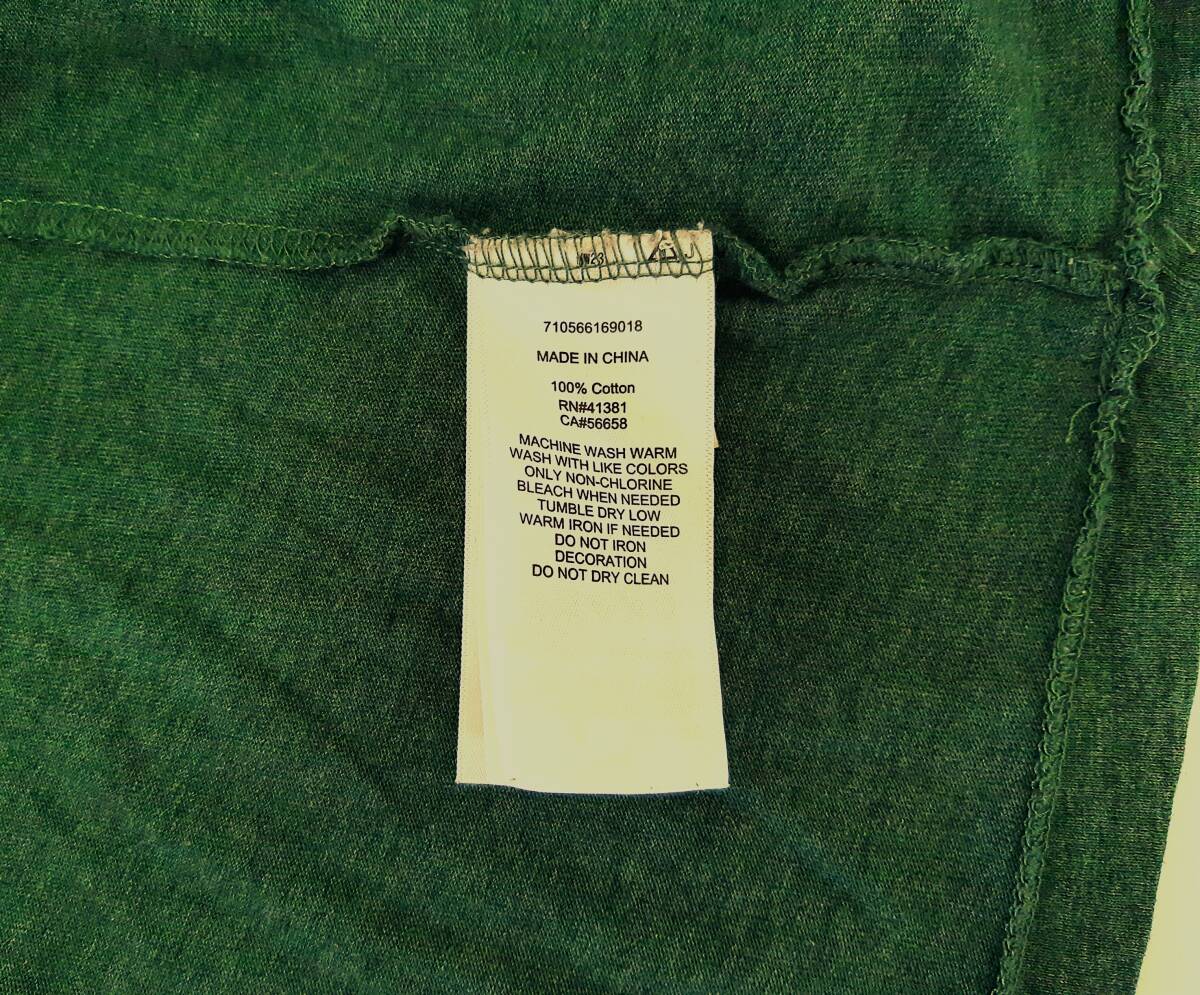 710566169018
MADE IN CHINA
100% Cotton
RN#41381
CA#56658
MACHINE WASH WARM
WASH WITH LIKE COLORS
ONLY NON-CHLORINE
BLEACH WHEN NEEDED
TUMBLE DRY LOW
WARM IRON IF NEEDED
DO NOT IRON
DECORATION
DO NOT DRY CLEAN